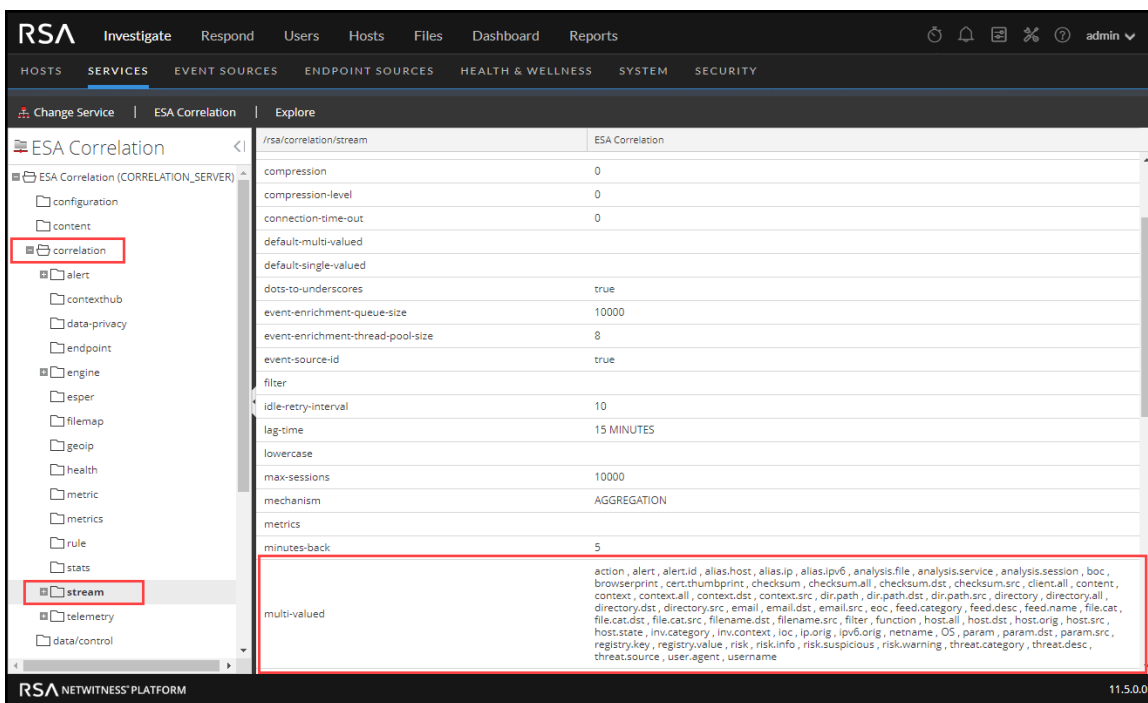 RSA Investigate Respond Users Hosts Files Dashboard Reports admin
HOSTS SERVICES EVENT SOURCES ENDPOINT SOURCES HEALTH & WELLNESS SYSTEM SECURITY
Change Service | ESA Correlation | Explore
ESA Correlation
ESA Correlation (CORRELATION_SERVER)
configuration
content
correlation
alert
contexthub
data-privacy
endpoint
engine
esper
filemap
geoip
health
metric
metrics
rule
stats
stream
telemetry
data/control
/rsa/correlation/stream ESA Correlation
compression 0
compression-level 0
connection-time-out 0
default-multi-valued
default-single-valued
dots-to-underscores true
event-enrichment-queue-size 10000
event-enrichment-thread-pool-size 8
event-source-id true
filter
idle-retry-interval 10
lag-time 15 MINUTES
lowercase
max-sessions 10000
mechanism AGGREGATION
metrics
minutes-back 5
multi-valued
action , alert , alert.id , alias.host , alias.ip , alias.ipv6 , analysis.file , analysis.service , analysis.session , boc ,
browserprint , cert.thumbprint , checksum , checksum.all , checksum.dst , checksum.src , client.all , content ,
context , context.all , context.dst , context.src , dir.path , dir.path.dst , dir.path.src , directory , directory.all ,
directory.dst , directory.src , email , email.dst , email.src , eoc , feed.category , feed.desc , feed.name , file.cat ,
file.cat.dst , file.cat.src , filename.dst , filename.src , filter , function , host.all , host.dst , host.orig , host.src ,
host.state , inv.category , inv.context , ioc , ip.orig , ipv6.orig , netname , OS , param , param.dst , param.src ,
registry.key , registry.value , risk , risk.info , risk.suspicious , risk.warning , threat.category , threat.desc ,
threat.source , user.agent , username
RSA NETWITNESS® PLATFORM 11.5.0.0